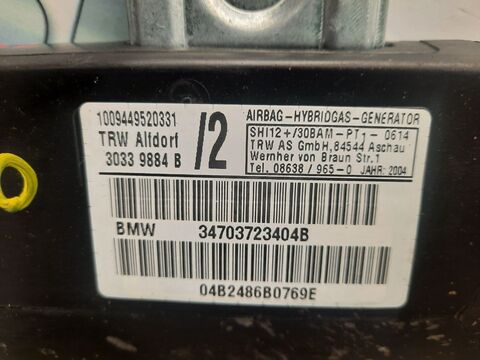 1009449520331
TRW Alfdorf
3033 9884 B
/2
AIRBAG-HYBRIDGAS-GENERATOR
SHI12+/30BAM-PT1-0614
TRW AS GmbH, 84544 Aschau
Wernher von Braun Str.1
Tel. 08638/965-0 JAHR: 2004
BMW 34703723404B
04B2486B0769E